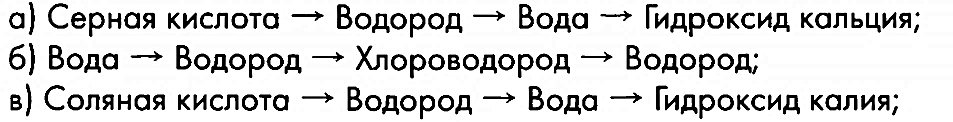 а) Серная кислота → Водород → Вода → Гидроксид кальция;
б) Вода → Водород → Хлороводород → Водород;
в) Соляная кислота → Водород → Вода → Гидроксид калия;